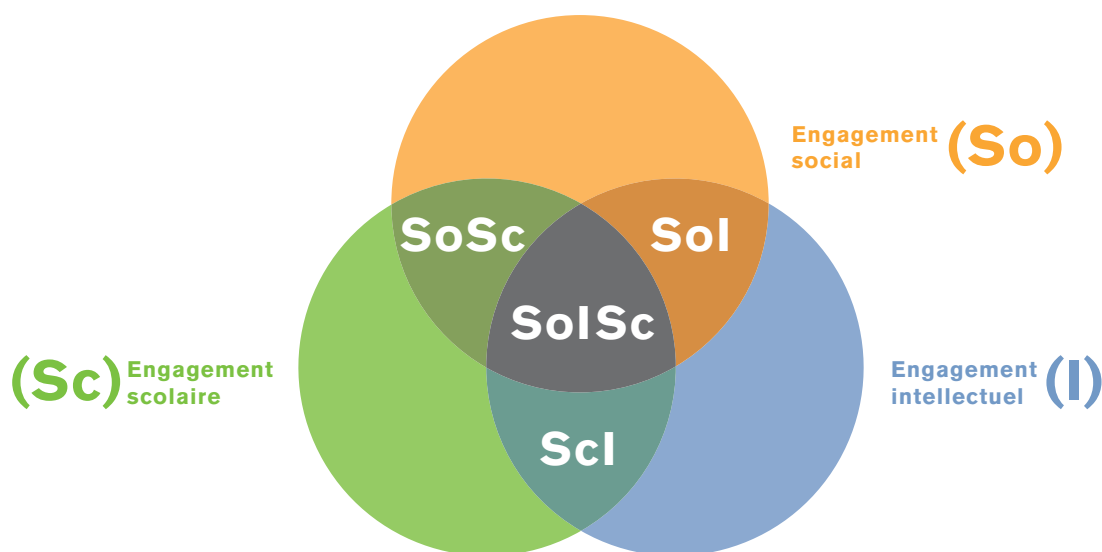 Engagement
social
(So)
SoSc
SoI
SoISc
(Sc)
Engagement
scolaire
Engagement
intellectuel
(I)
ScI